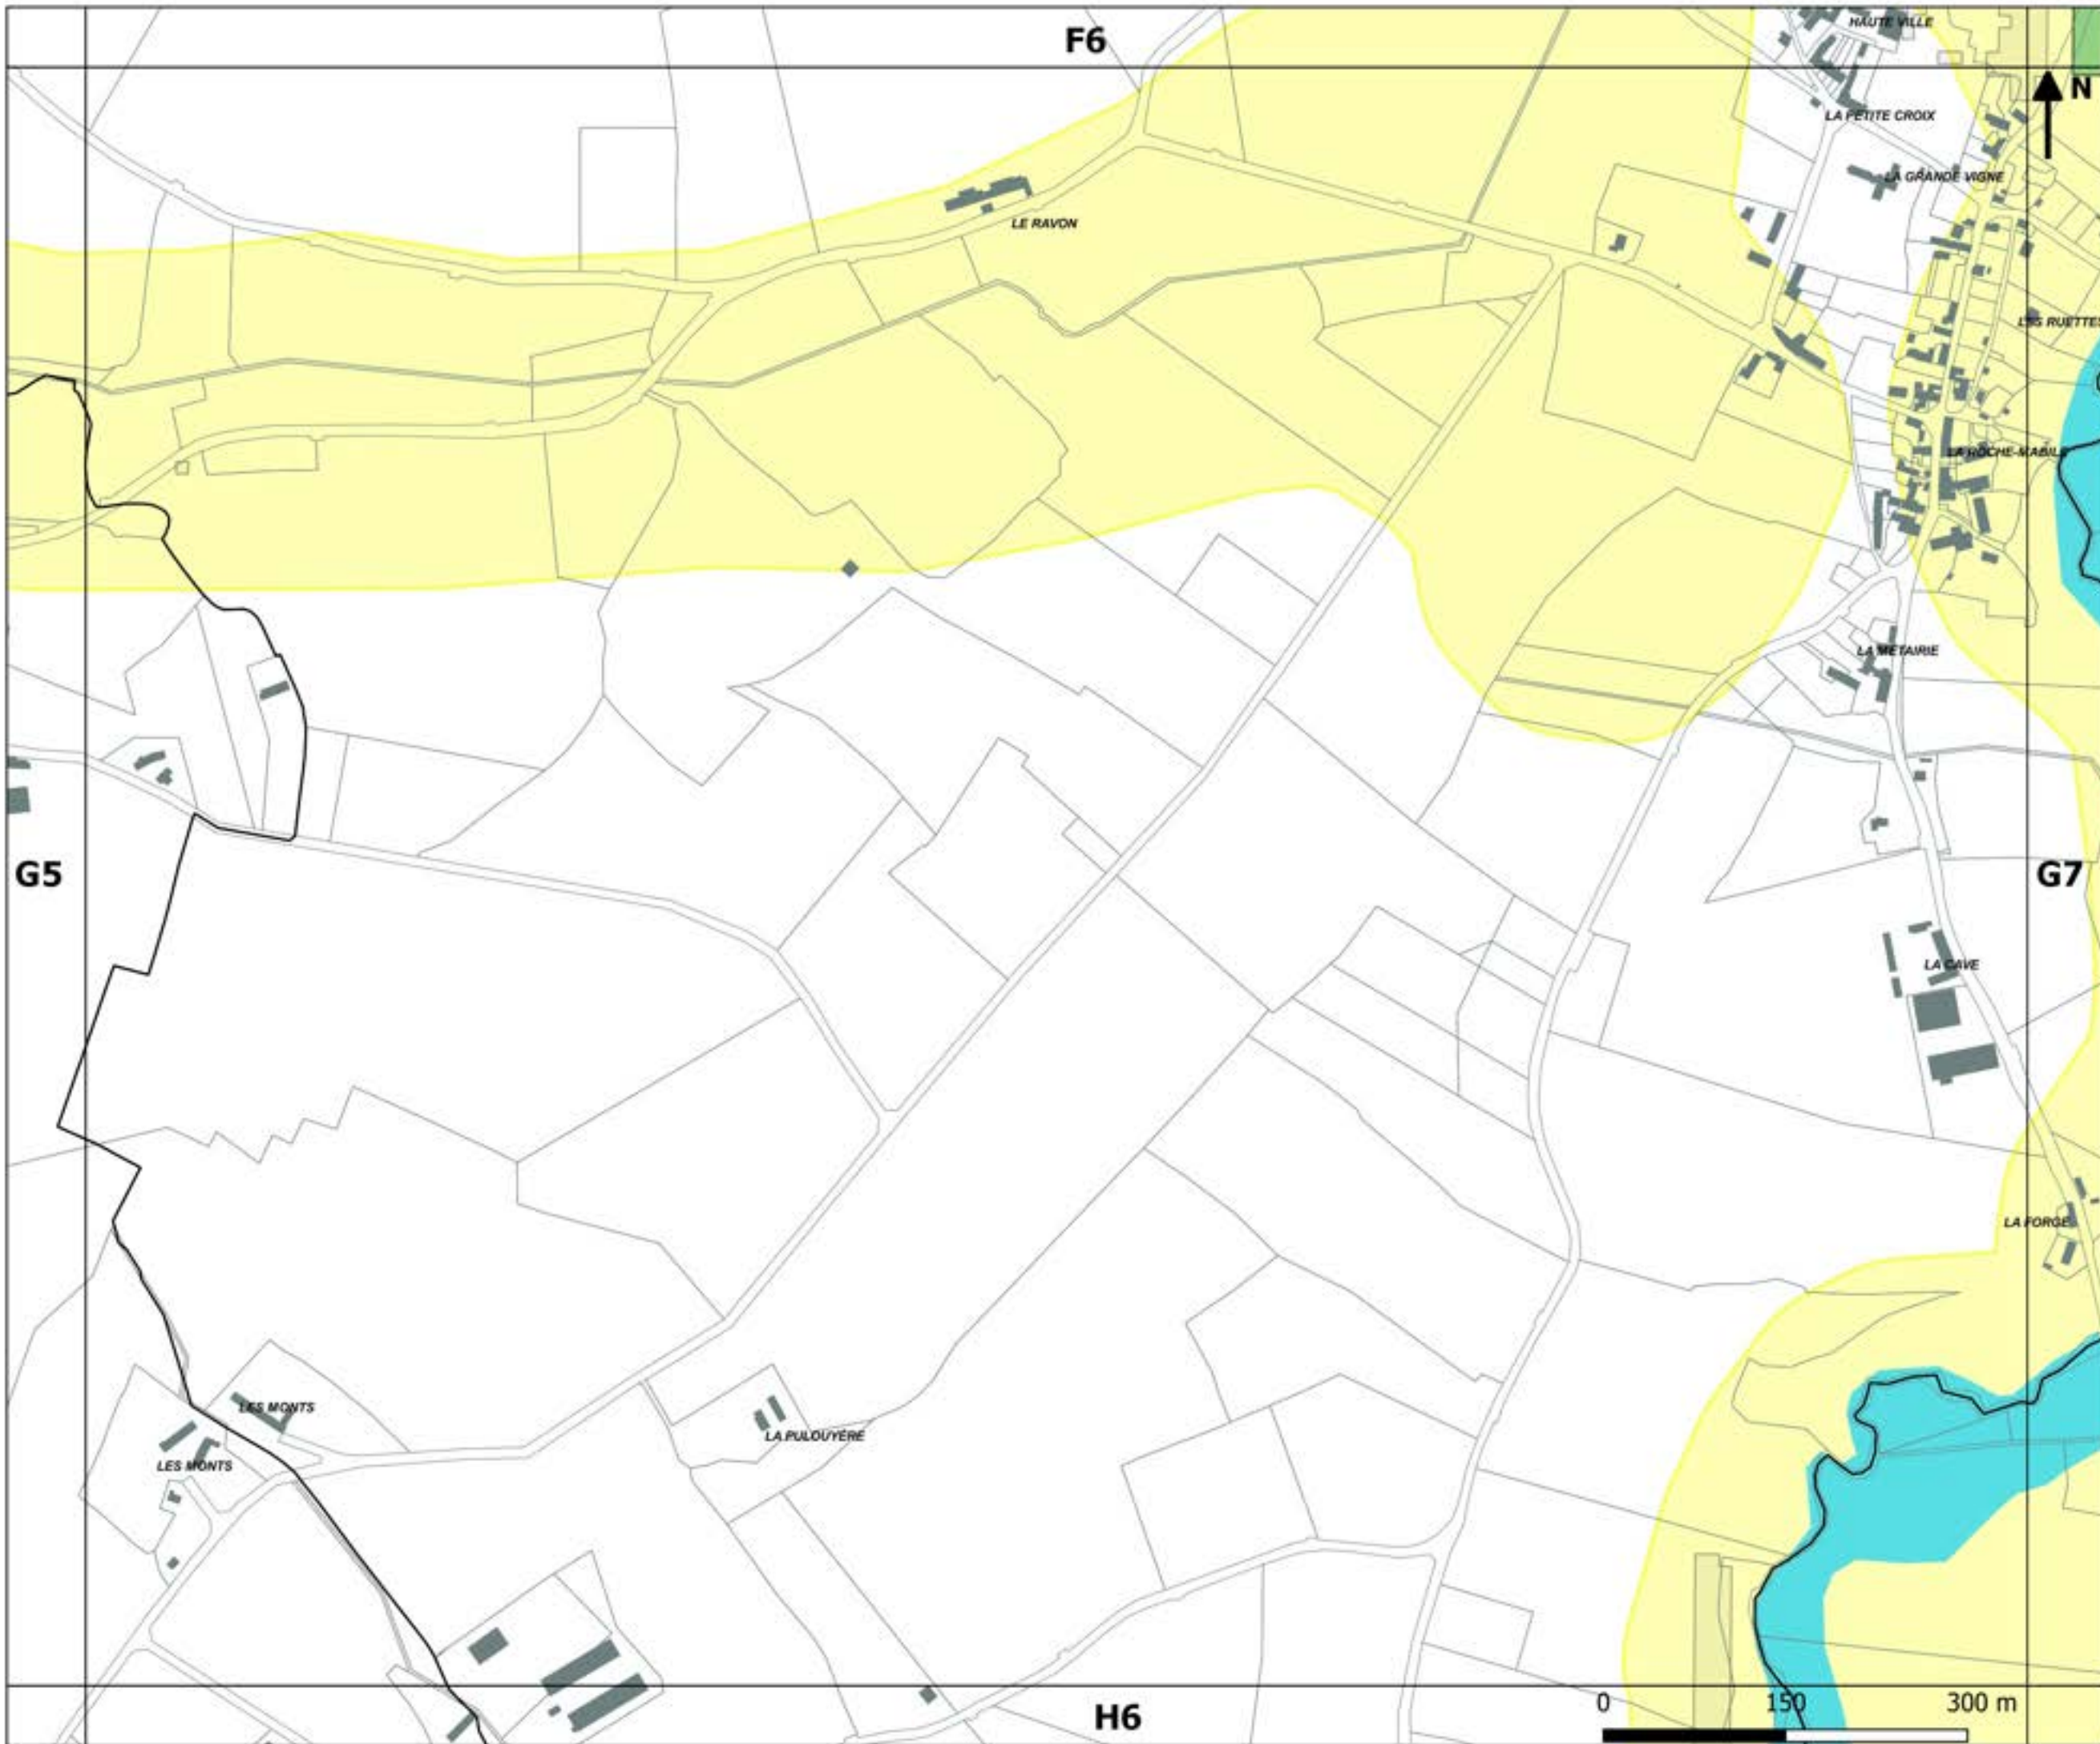 HAUTE VILLE
F6
N
LA PETITE CROIX
LA GRANDE VIGNE
LE RAVON
LES RUETTES
LA ROCHE-MABILE
LA METAIRIE
G5
G7
LA CAVE
LA FORGE
LES MONTS
LA PULOUYERE
LES MONTS
0 150 300 m
H6